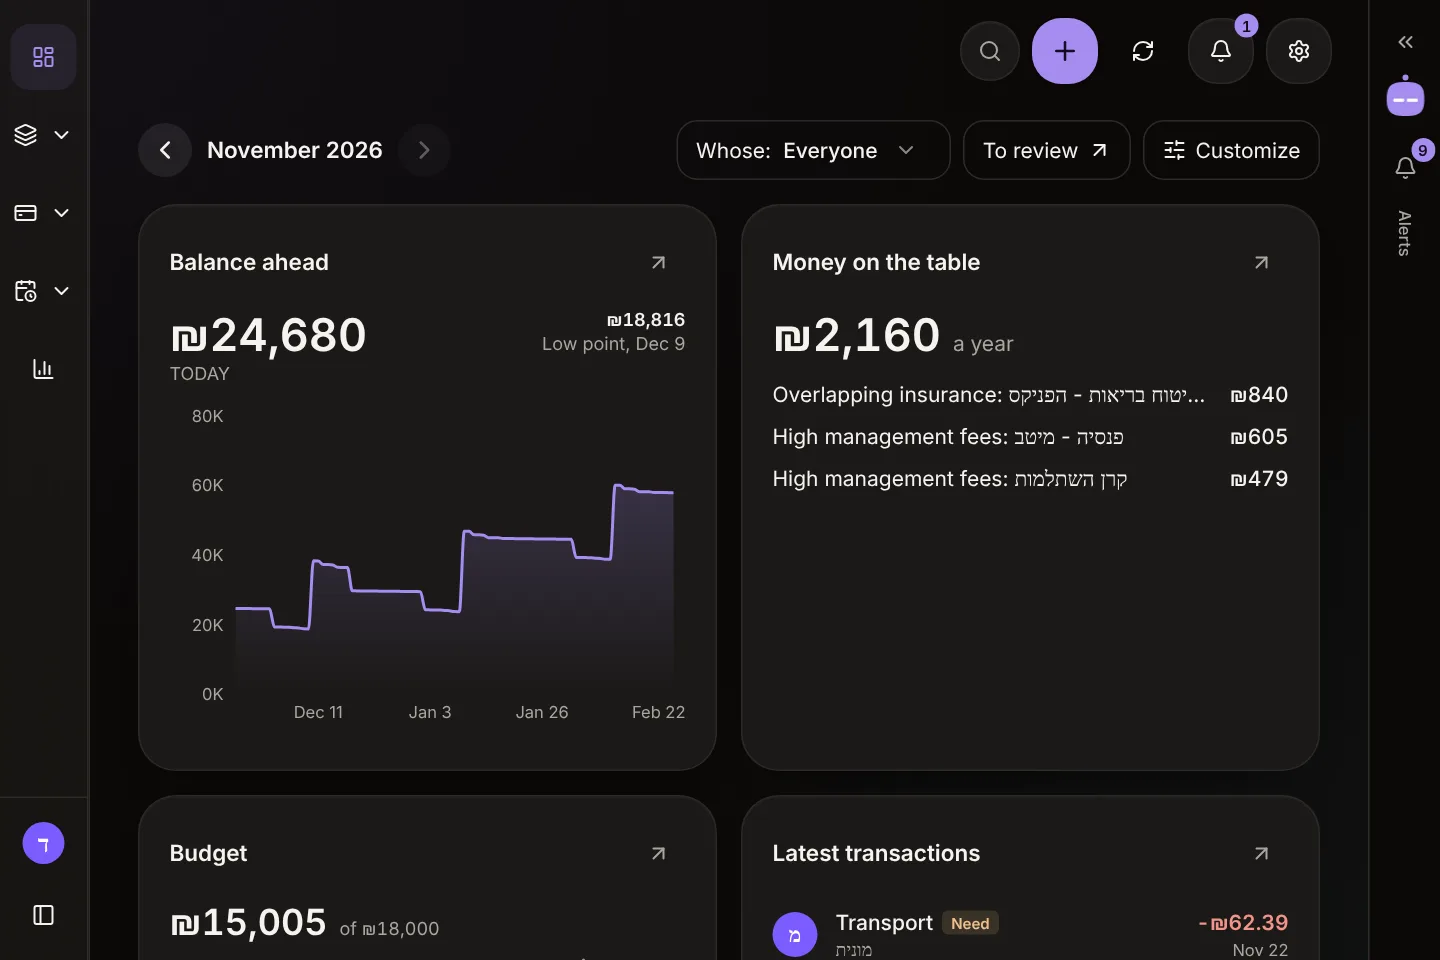 1
November 2026
Whose: Everyone
To review
Customize
9
Alerts
Balance ahead
₪24,680
TODAY
₪18,816
Low point, Dec 9
80K
60K
40K
20K
0K
Dec 11
Jan 3
Jan 26
Feb 22
Money on the table
₪2,160 a year
Overlapping insurance: יטוח בריאות - הפניקס... ₪840
High management fees: פנסיה - מיטב ₪605
High management fees: קרן השתלמות ₪479
Budget
₪15,005 of ₪18,000
Latest transactions
מ
Transport Need -₪62.39
מונית Nov 22
ד